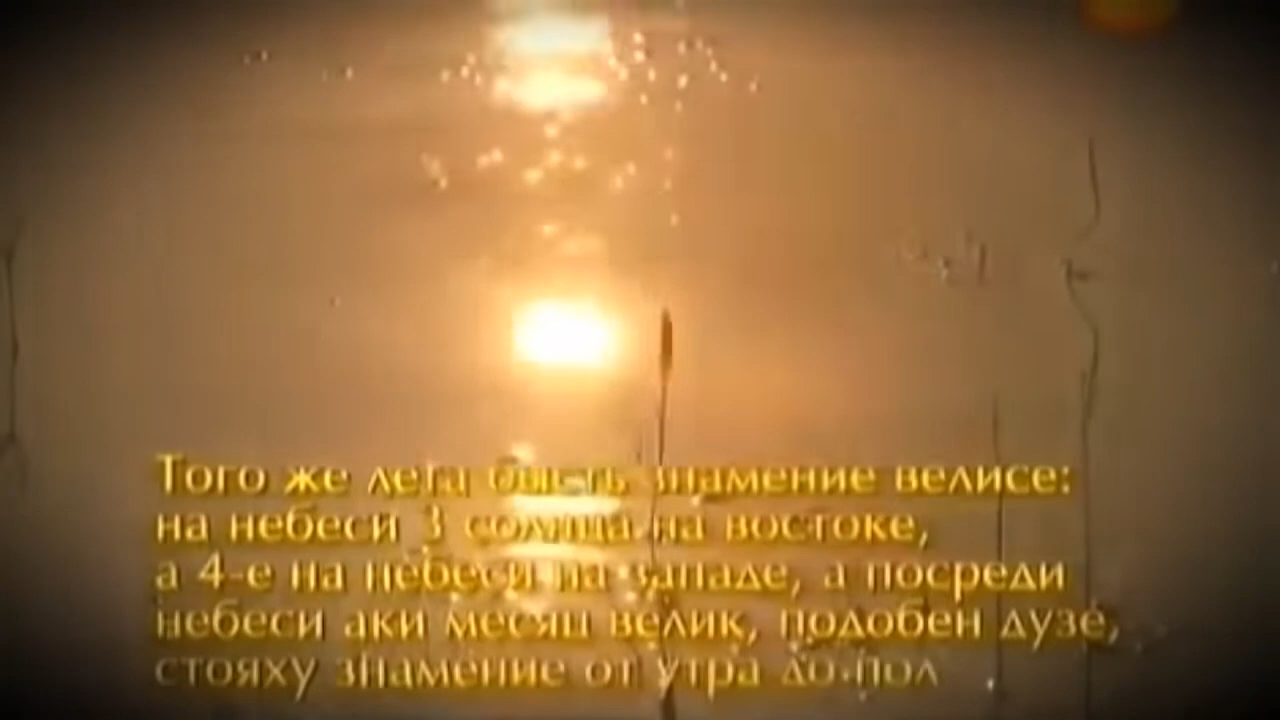 Того же лета бысть знамение велисе:
на небеси 3 солнца на востоке,
а 4-е на небеси на западе, а посреди
небеси аки месяц велик, подобен дузе,
стояху знамение от утра до пол